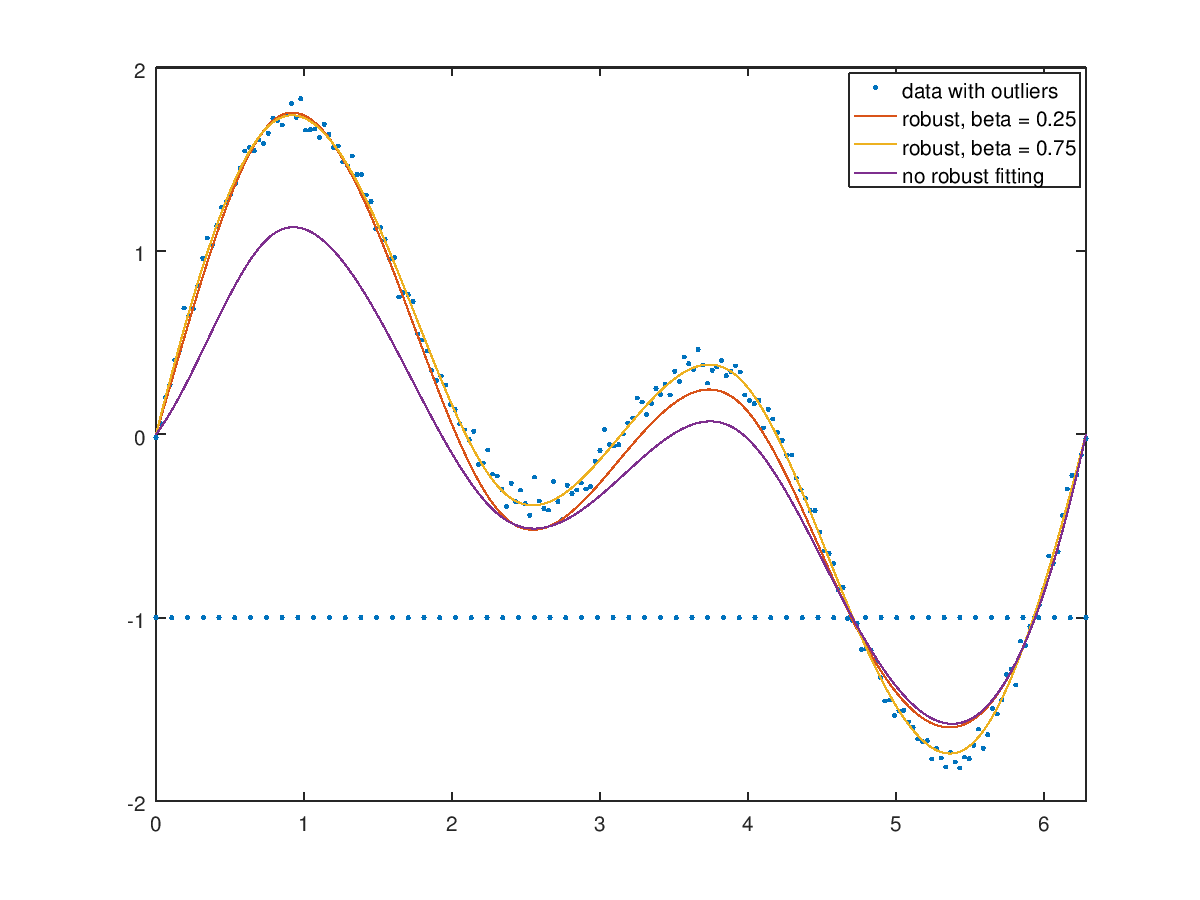 data with outliers
robust, beta = 0.25
robust, beta = 0.75
no robust fitting
2
1
0
-1
-2
0 1 2 3 4 5 6